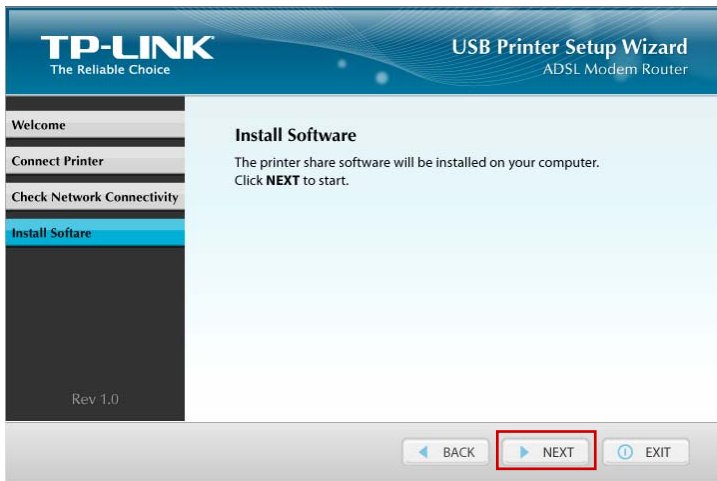 TP-LINK
The Reliable Choice
USB Printer Setup Wizard
ADSL Modem Router
Welcome
Connect Printer
Check Network Connectivity
Install Softare
Rev 1.0
Install Software
The printer share software will be installed on your computer.
Click NEXT to start.
BACK
NEXT
EXIT